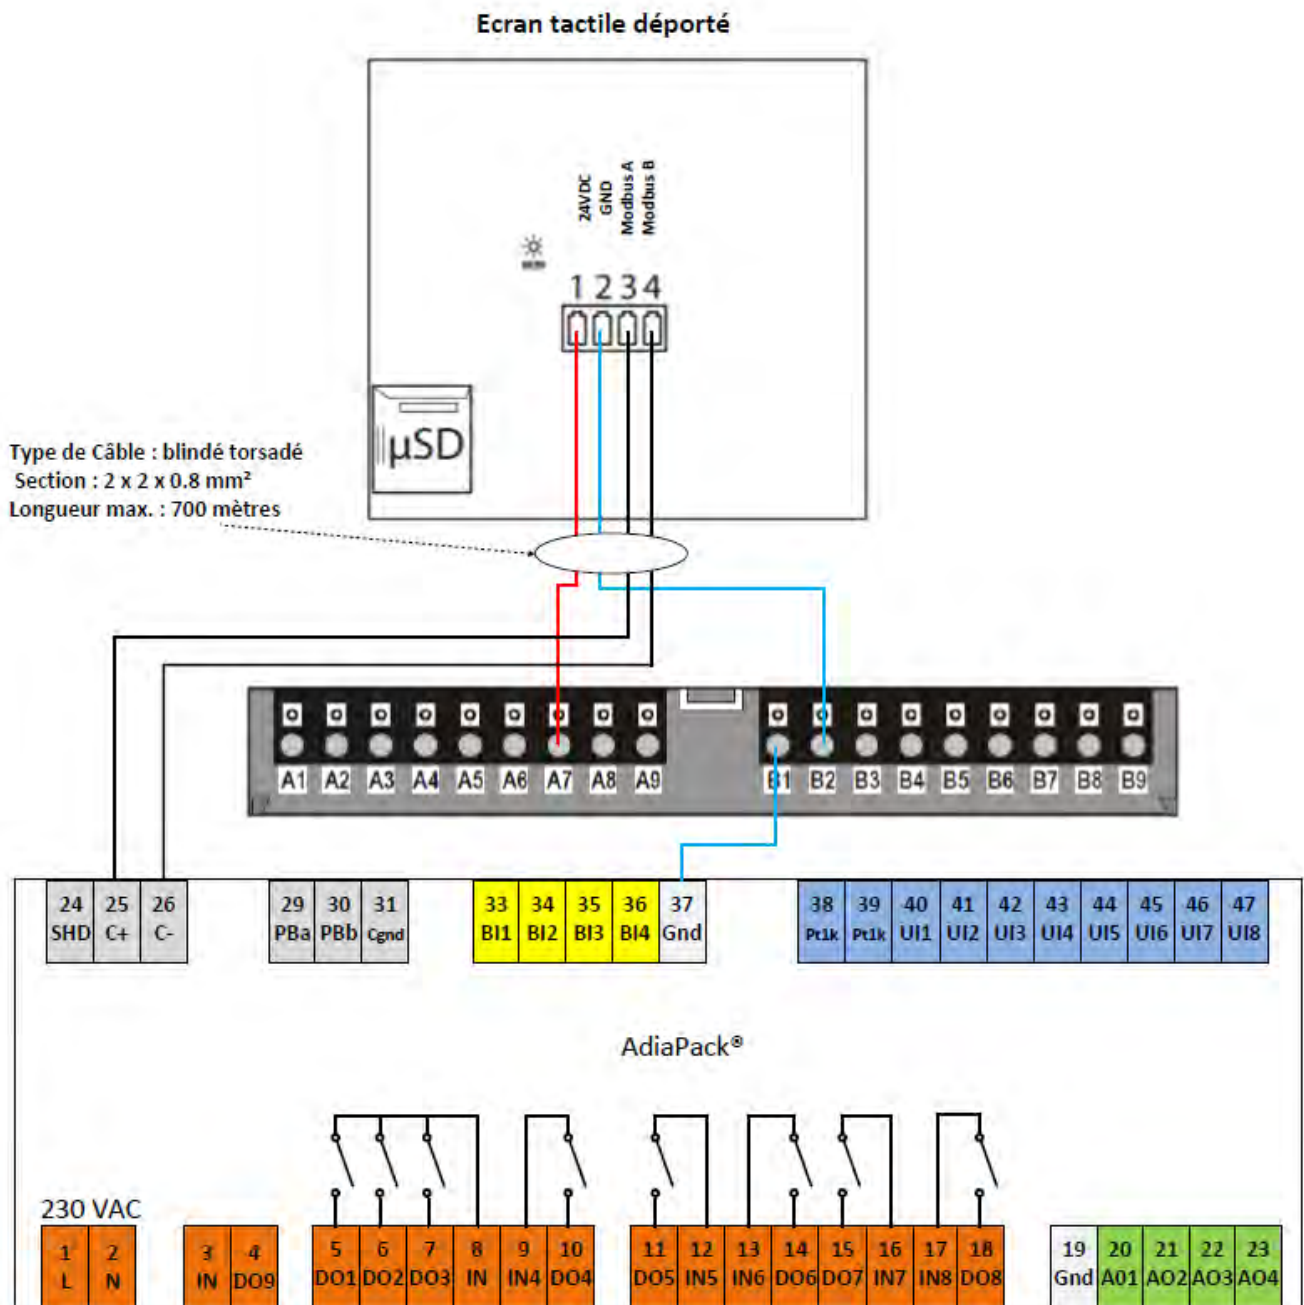 Ecran tactile déporté
24VDC
GND
Modbus A
Modbus B
1 2 3 4
µSD
Type de Câble : blindé torsadé
Section : 2 x 2 x 0.8 mm²
Longueur max. : 700 mètres
A1 A2 A3 A4 A5 A6 A7 A8 A9 B1 B2 B3 B4 B5 B6 B7 B8 B9
24 25 26 29 30 31 33 34 35 36 37 38 39 40 41 42 43 44 45 46 47
SHD C+ C- PBa PBb Cgnd BI1 BI2 BI3 BI4 Gnd Pt1k Pt1k UI1 UI2 UI3 UI4 UI5 UI6 UI7 UI8
AdiaPack®
230 VAC
1 2 3 4 5 6 7 8 9 10 11 12 13 14 15 16 17 18 19 20 21 22 23
L N IN DO9 DO1 DO2 DO3 IN IN4 DO4 DO5 IN5 IN6 DO6 DO7 IN7 IN8 DO8 Gnd A01 AO2 AO3 AO4